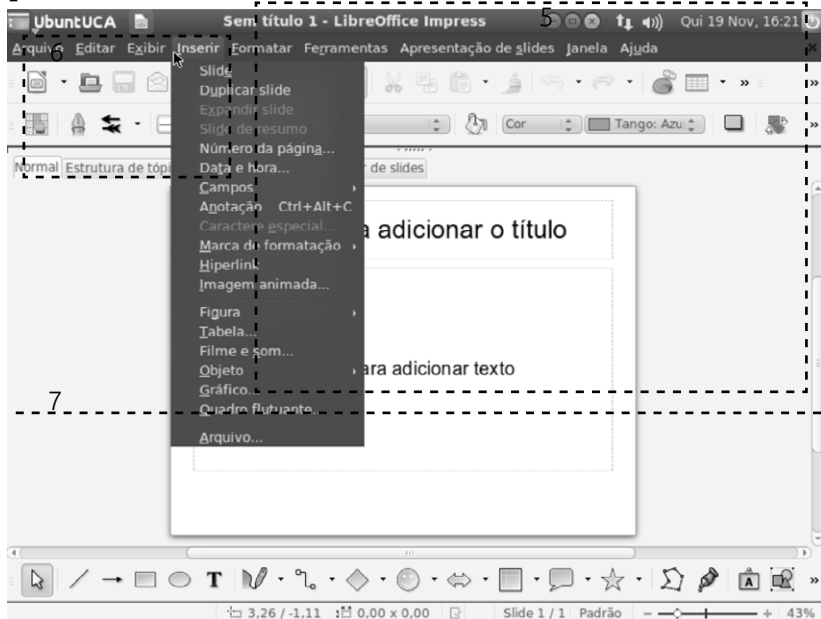 UbuntUCA Sem título 1 - LibreOffice Impress 5 Qui 19 Nov, 16:21
Arquivo Editar Exibir Inserir Formatar Ferramentas Apresentação de slides Janela Ajuda
6
Slide
Duplicar slide
Expandir slide
Slide de resumo
Cor Tango: Azu
Número da página...
Normal Estrutura de tópi
Data e hora...
r de slides
Campos
Anotação Ctrl+Alt+C
Caractere especial...
a adicionar o título
Marca de formatação
Hiperlink
Imagem animada...
Figura
Tabela...
Filme e som...
Objeto
ara adicionar texto
Gráfico...
7
Quadro flutuante...
Arquivo...
T
A
3,26 / -1,11 0,00 x 0,00 Slide 1 / 1 Padrão 43%